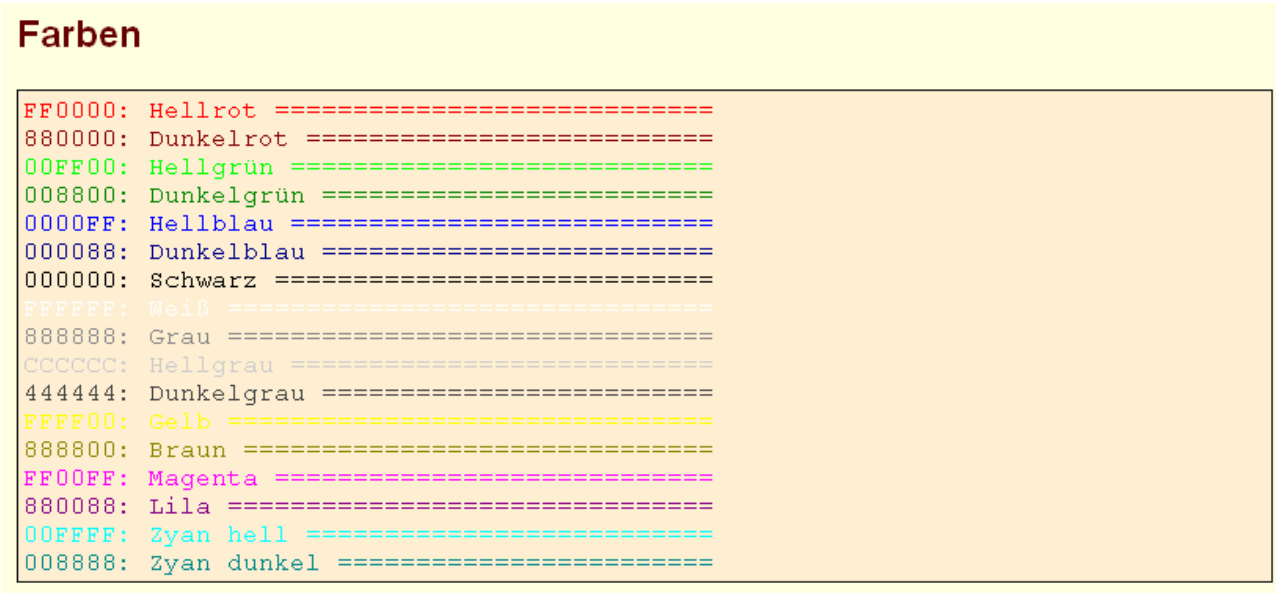 Farben
FF0000: Hellrot ============================
880000: Dunkelrot ==========================
00FF00: Hellgrün ===========================
008800: Dunkelgrün =========================
0000FF: Hellblau ===========================
000088: Dunkelblau =========================
000000: Schwarz ============================
FFFFFF: Weiß ===============================
888888: Grau ===============================
CCCCCC: Hellgrau ===========================
444444: Dunkelgrau =========================
FFFF00: Gelb ===============================
888800: Braun ==============================
FF00FF: Magenta ============================
880088: Lila ===============================
00FFFF: Zyan hell ==========================
008888: Zyan dunkel ========================